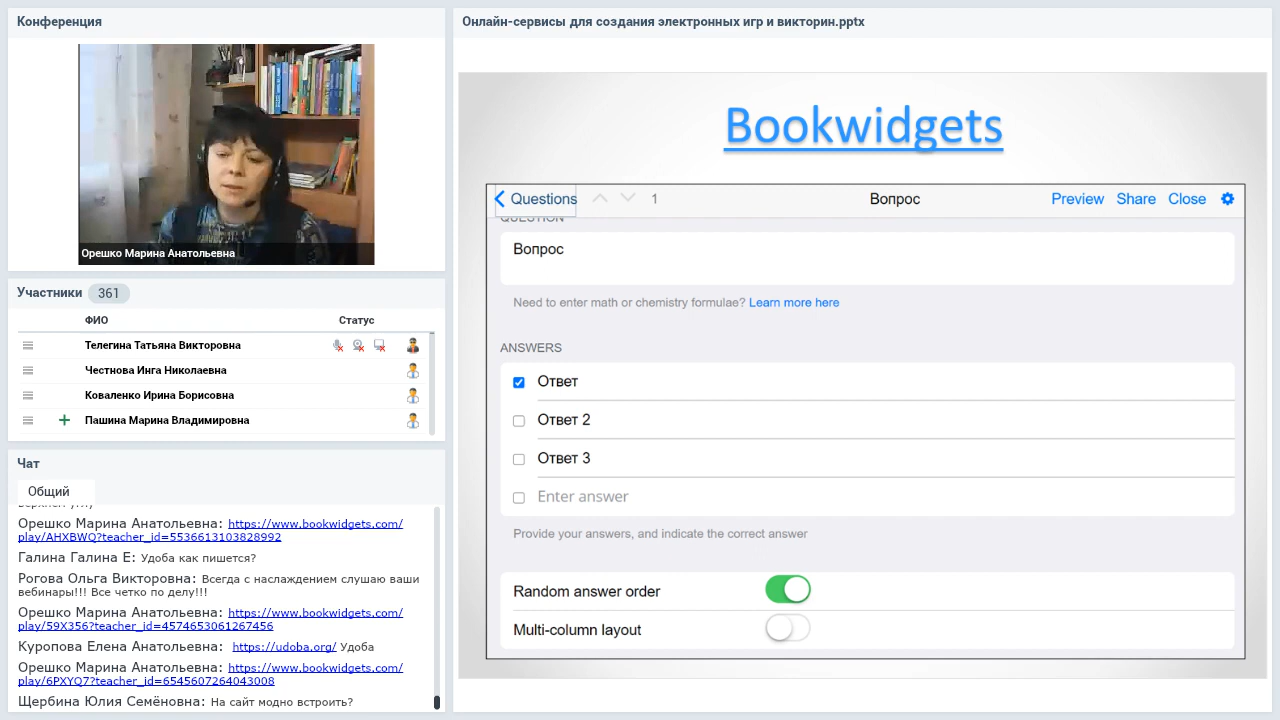 Конференция
Орешко Марина Анатольевна
Участники 361
ФИО Статус
Телегина Татьяна Викторовна
Честнова Инга Николаевна
Коваленко Ирина Борисовна
Пашина Марина Владимировна
Чат
Общий
Орешко Марина Анатольевна: https://www.bookwidgets.com/
play/AHXBWQ?teacher_id=5536613103828992
Галина Галина Е: Удоба как пишется?
Рогова Ольга Викторовна: Всегда с наслаждением слушаю ваши
вебинары!!! Все четко по делу!!!
Орешко Марина Анатольевна: https://www.bookwidgets.com/
play/59X356?teacher_id=4574653061267456
Куропова Елена Анатольевна: https://udoba.org/ Удоба
Орешко Марина Анатольевна: https://www.bookwidgets.com/
play/6PXYQ7?teacher_id=6545607264043008
Щербина Юлия Семёновна: На сайт модно встроить?
Онлайн-сервисы для создания электронных игр и викторин.pptx
Bookwidgets
Questions 1 Вопрос Preview Share Close
QUESTION
Вопрос
Need to enter math or chemistry formulae? Learn more here
ANSWERS
Ответ
Ответ 2
Ответ 3
Enter answer
Provide your answers, and indicate the correct answer
Random answer order
Multi-column layout